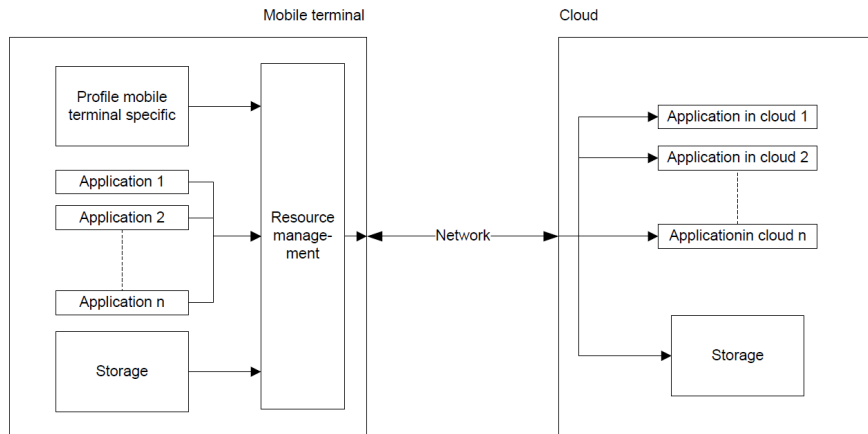 Mobile terminal
Cloud
Profile mobile
terminal specific
Application 1
Application 2
Application n
Storage
Resource
manage-
ment
Network
Application in cloud 1
Application in cloud 2
Applicationin cloud n
Storage